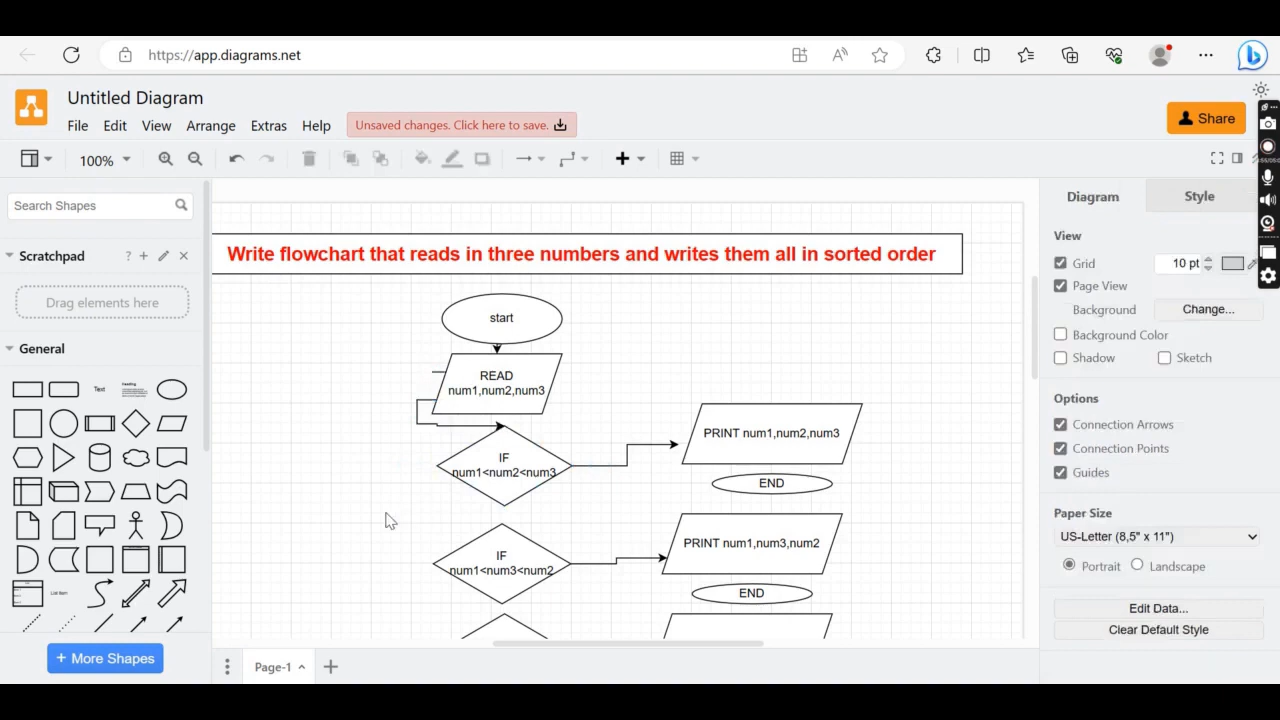 https://app.diagrams.net
Untitled Diagram
File Edit View Arrange Extras Help
Unsaved changes. Click here to save.
Share
100%
Search Shapes
Scratchpad
?
Drag elements here
General
Text
Heading
List Item
+ More Shapes
Write flowchart that reads in three numbers and writes them all in sorted order
start
READ
num1,num2,num3
IF
num1<num2<num3
PRINT num1,num2,num3
END
IF
num1<num3<num2
PRINT num1,num3,num2
END
Page-1
Diagram
Style
View
Grid
10 pt
Page View
Background
Change...
Background Color
Shadow
Sketch
Options
Connection Arrows
Connection Points
Guides
Paper Size
US-Letter (8,5" x 11")
Portrait
Landscape
Edit Data...
Clear Default Style